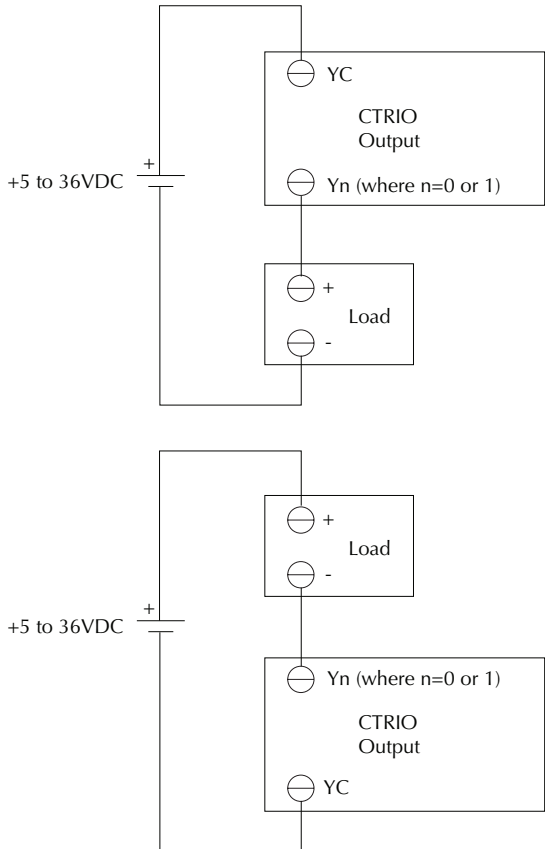 YC
CTRIO
Output
+
+5 to 36VDC
Yn (where n=0 or 1)
+
Load
-
+
Load
-
+
+5 to 36VDC
Yn (where n=0 or 1)
CTRIO
Output
YC